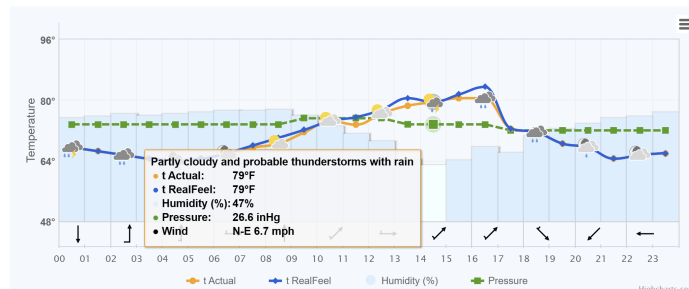 96°
80°
64°
48°
Temperature
Partly cloudy and probable thunderstorms with rain
t Actual: 79°F
t RealFeel: 79°F
Humidity (%): 47%
Pressure: 26.6 inHg
Wind N-E 6.7 mph
00 01 02 03 04 05 06 07 08 09 10 11 12 13 14 15 16 17 18 19 20 21 22 23
t Actual t RealFeel Humidity (%) Pressure